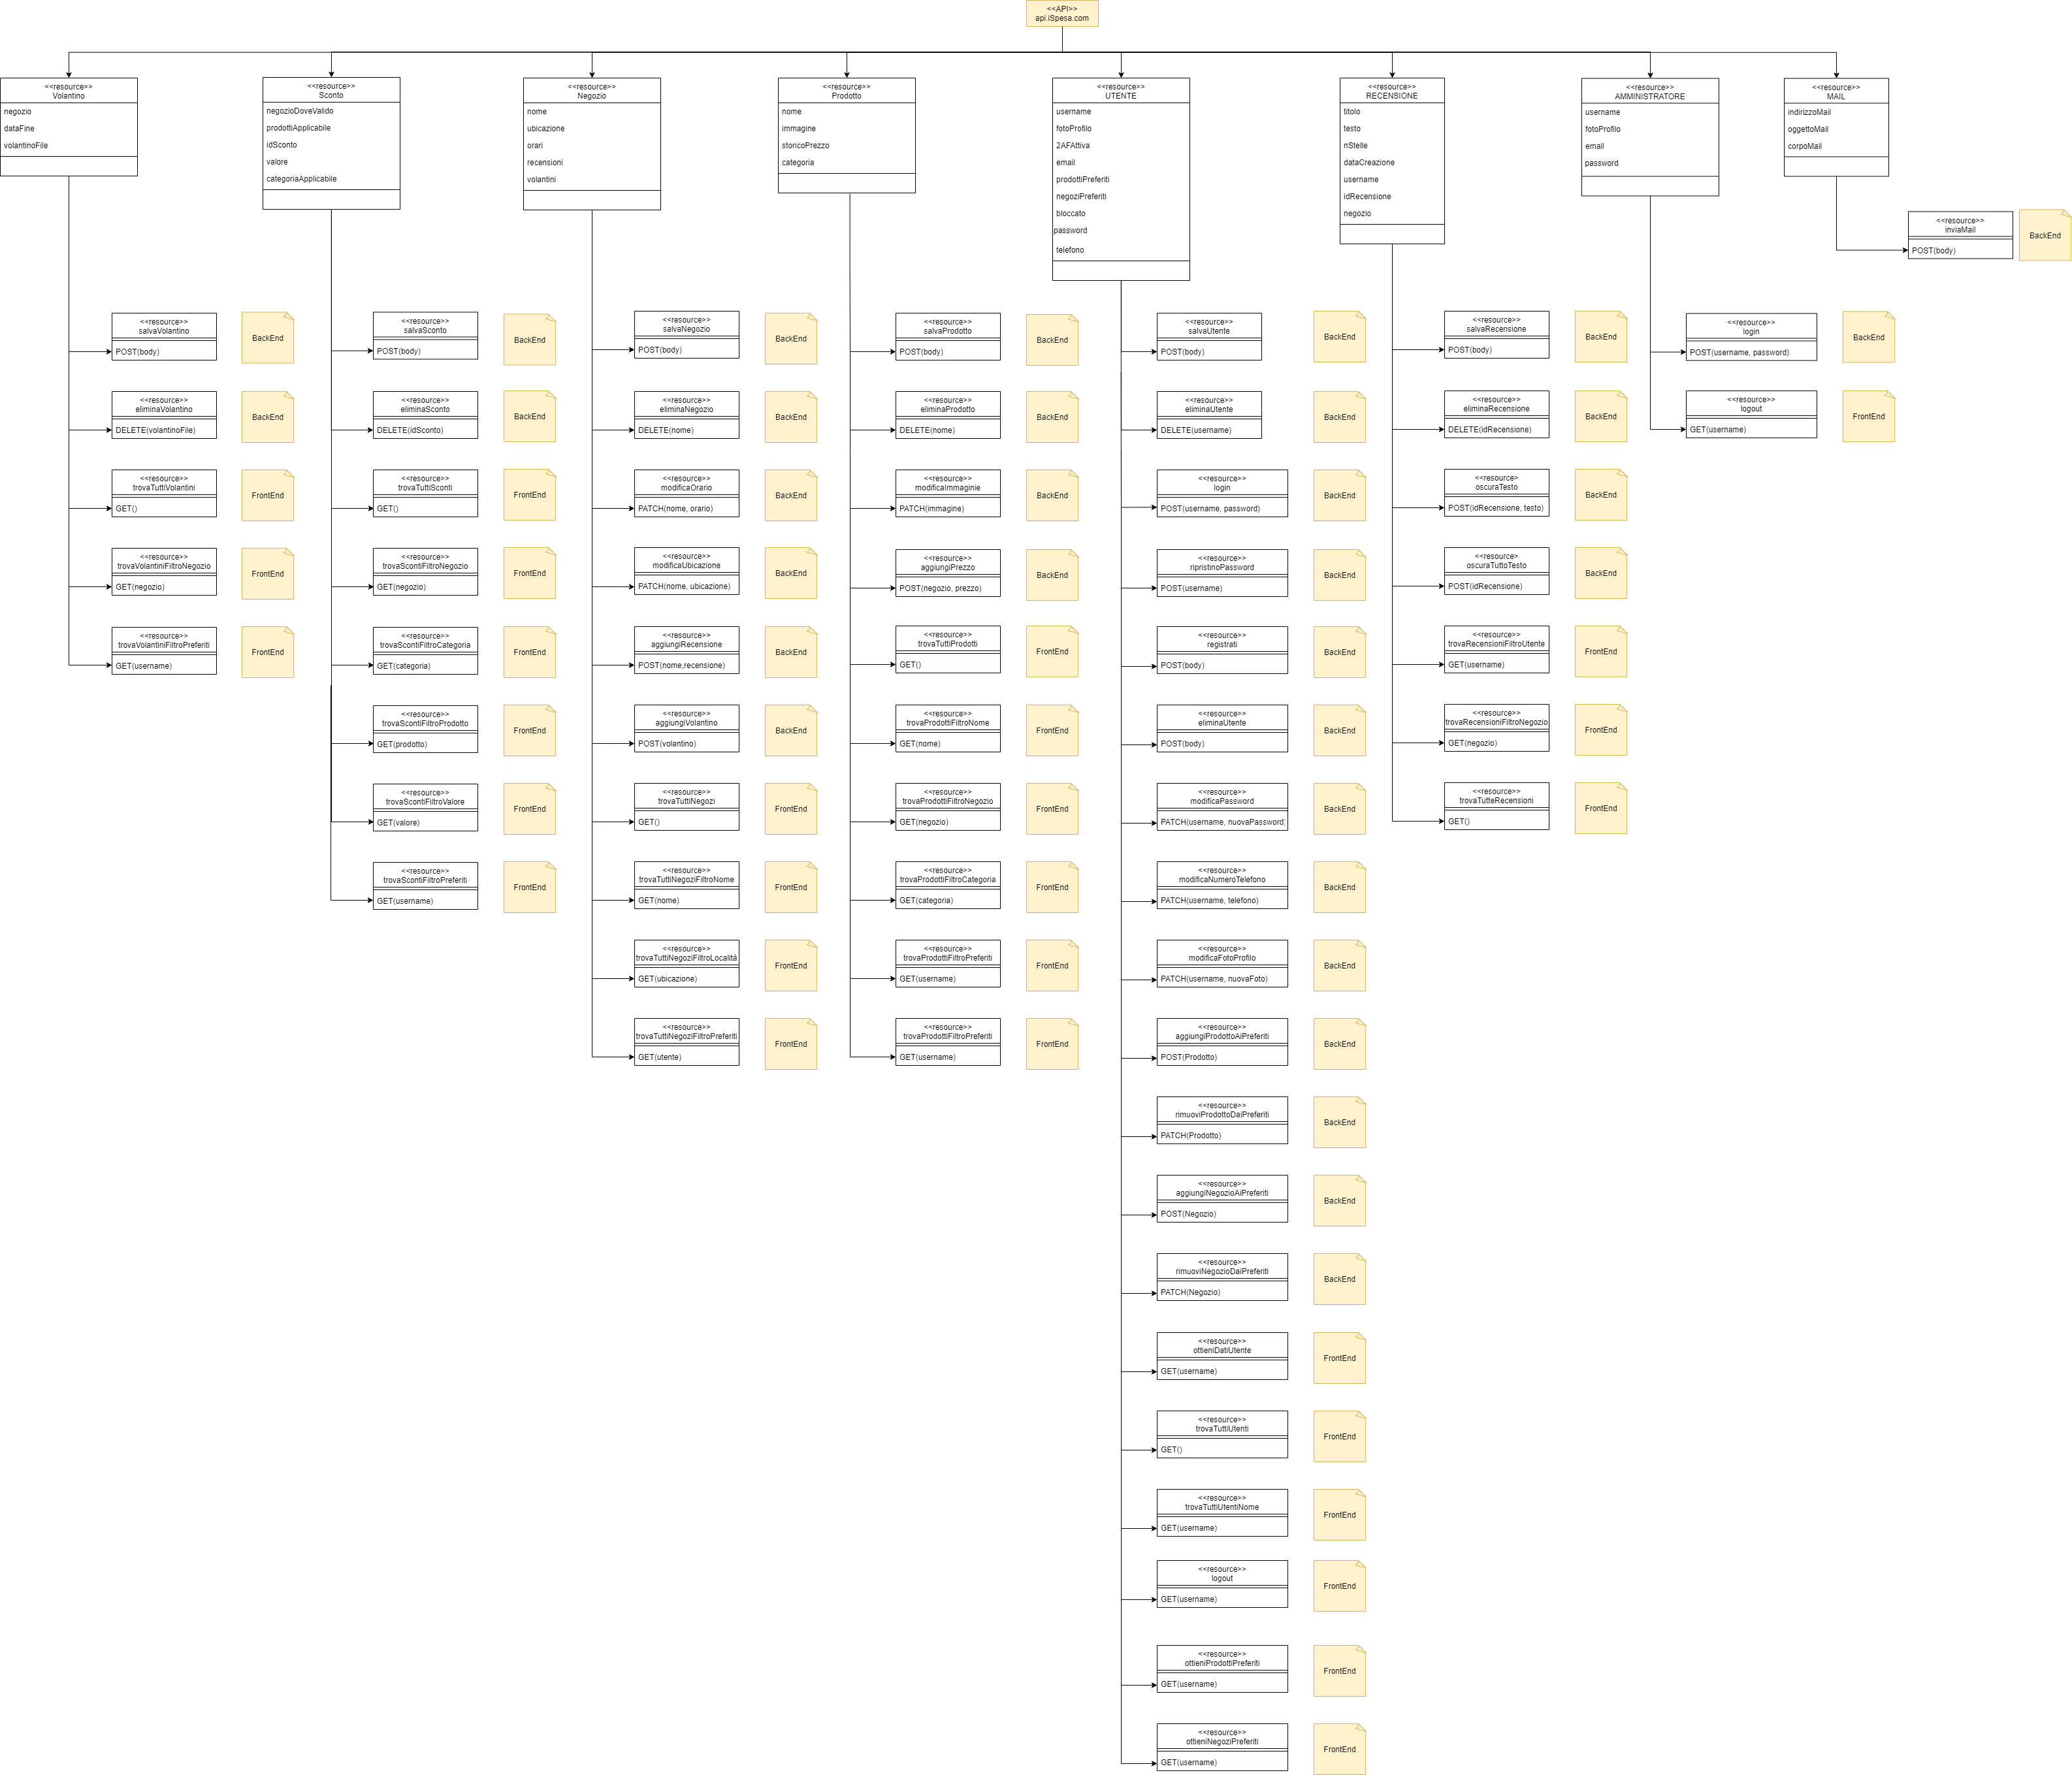 <<API>>
api.iSpesa.com
<<resource>>
Volantino
negozio
dataFine
volantinoFile
<<resource>>
salvaVolantino
POST(body)
BackEnd
<<resource>>
eliminaVolantino
DELETE(volantinoFile)
BackEnd
<<resource>>
trovaTuttiVolantini
GET()
FrontEnd
<<resource>>
trovaVolantiniFiltroNegozio
GET(negozio)
FrontEnd
<<resource>>
trovaVolantiniFiltroPreferiti
GET(username)
FrontEnd
<<resource>>
Sconto
negozioDoveValido
prodottiApplicabile
idSconto
valore
categoriaApplicabile
<<resource>>
salvaSconto
POST(body)
BackEnd
<<resource>>
eliminaSconto
DELETE(idSconto)
BackEnd
<<resource>>
trovaTuttiSconti
GET()
FrontEnd
<<resource>>
trovaScontiFiltroNegozio
GET(negozio)
FrontEnd
<<resource>>
trovaScontiFiltroCategoria
GET(categoria)
FrontEnd
<<resource>>
trovaScontiFiltroProdotto
GET(prodotto)
FrontEnd
<<resource>>
trovaScontiFiltroValore
GET(valore)
FrontEnd
<<resource>>
trovaScontiFiltroPreferiti
GET(username)
FrontEnd
<<resource>>
Negozio
nome
ubicazione
orari
recensioni
volantini
<<resource>>
salvaNegozio
POST(body)
BackEnd
<<resource>>
eliminaNegozio
DELETE(nome)
BackEnd
<<resource>>
modificaOrario
PATCH(nome, orario)
BackEnd
<<resource>>
modificaUbicazione
PATCH(nome, ubicazione)
BackEnd
<<resource>>
aggiungiRecensione
POST(nome,recensione)
BackEnd
<<resource>>
aggiungiVolantino
POST(volantino)
BackEnd
<<resource>>
trovaTuttiNegozi
GET()
FrontEnd
<<resource>>
trovaTuttiNegoziFiltroNome
GET(nome)
FrontEnd
<<resource>>
trovaTuttiNegoziFiltroLocalità
GET(ubicazione)
FrontEnd
<<resource>>
trovaTuttiNegoziFiltroPreferiti
GET(utente)
FrontEnd
<<resource>>
Prodotto
nome
immagine
storicoPrezzo
categoria
<<resource>>
salvaProdotto
POST(body)
BackEnd
<<resource>>
eliminaProdotto
DELETE(nome)
BackEnd
<<resource>>
modificaImmaginie
PATCH(immagine)
BackEnd
<<resource>>
aggiungiPrezzo
POST(negozio, prezzo)
BackEnd
<<resource>>
trovaTuttiProdotti
GET()
FrontEnd
<<resource>>
trovaProdottiFiltroNome
GET(nome)
FrontEnd
<<resource>>
trovaProdottiFiltroNegozio
GET(negozio)
FrontEnd
<<resource>>
trovaProdottiFiltroCategoria
GET(categoria)
FrontEnd
<<resource>>
trovaProdottiFiltroPreferiti
GET(username)
FrontEnd
<<resource>>
trovaProdottiFiltroPreferiti
GET(username)
FrontEnd
<<resource>>
UTENTE
username
fotoProfilo
2AFAttiva
email
prodottiPreferiti
negoziPreferiti
bloccato
password
telefono
<<resource>>
salvaUtente
POST(body)
BackEnd
<<resource>>
eliminaUtente
DELETE(username)
BackEnd
<<resource>>
login
POST(username, password)
BackEnd
<<resource>>
ripristinoPassword
POST(username)
BackEnd
<<resource>>
registrati
POST(body)
BackEnd
<<resource>>
eliminaUtente
POST(body)
BackEnd
<<resource>>
modificaPassword
PATCH(username, nuovaPassword)
BackEnd
<<resource>>
modificaNumeroTelefono
PATCH(username, telefono)
BackEnd
<<resource>>
modificaFotoProfilo
PATCH(username, nuovaFoto)
BackEnd
<<resource>>
aggiungiProdottoAiPreferiti
POST(Prodotto)
BackEnd
<<resource>>
rimuoviProdottoDaiPreferiti
PATCH(Prodotto)
BackEnd
<<resource>>
aggiungiNegozioAiPreferiti
POST(Negozio)
BackEnd
<<resource>>
rimuoviNegozioDaiPreferiti
PATCH(Negozio)
BackEnd
<<resource>>
ottieniDatiUtente
GET(username)
FrontEnd
<<resource>>
trovaTuttiUtenti
GET()
FrontEnd
<<resource>>
trovaTuttiUtentiNome
GET(username)
FrontEnd
<<resource>>
logout
GET(username)
FrontEnd
<<resource>>
ottieniProdottiPreferiti
GET(username)
FrontEnd
<<resource>>
ottieniNegoziPreferiti
GET(username)
FrontEnd
<<resource>>
RECENSIONE
titolo
testo
nStelle
dataCreazione
username
idRecensione
negozio
<<resource>>
salvaRecensione
POST(body)
BackEnd
<<resource>>
eliminaRecensione
DELETE(idRecensione)
BackEnd
<<resource>
oscuraTesto
POST(idRecensione, testo)
BackEnd
<<resource>
oscuraTuttoTesto
POST(idRecensione)
BackEnd
<<resource>>
trovaRecensioniFiltroUtente
GET(username)
FrontEnd
<<resource>>
trovaRecensioniFiltroNegozio
GET(negozio)
FrontEnd
<<resource>>
trovaTutteRecensioni
GET()
FrontEnd
<<resource>>
AMMINISTRATORE
username
fotoProfilo
email
password
<<resource>>
login
POST(username, password)
BackEnd
<<resource>>
logout
GET(username)
FrontEnd
<<resource>>
MAIL
indirizzoMail
oggettoMail
corpoMail
<<resource>>
inviaMail
POST(body)
BackEnd